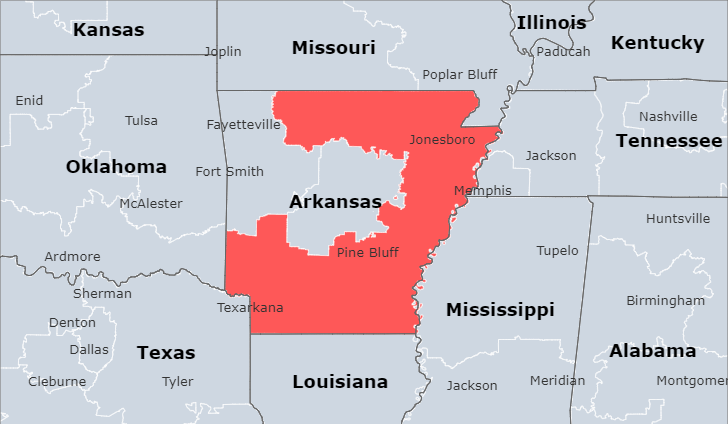 Illinois
Kansas
Kentucky
Missouri
Joplin
Paducah
Poplar Bluff
Enid
Tulsa
Fayetteville
Nashville
Jonesboro
Tennessee
Jackson
Oklahoma
Fort Smith
Memphis
McAlester
Arkansas
Huntsville
Pine Bluff
Tupelo
Ardmore
Sherman
Birmingham
Texarkana
Mississippi
Denton
Dallas
Texas
Alabama
Cleburne
Tyler
Louisiana
Jackson
Meridian
Montgomer